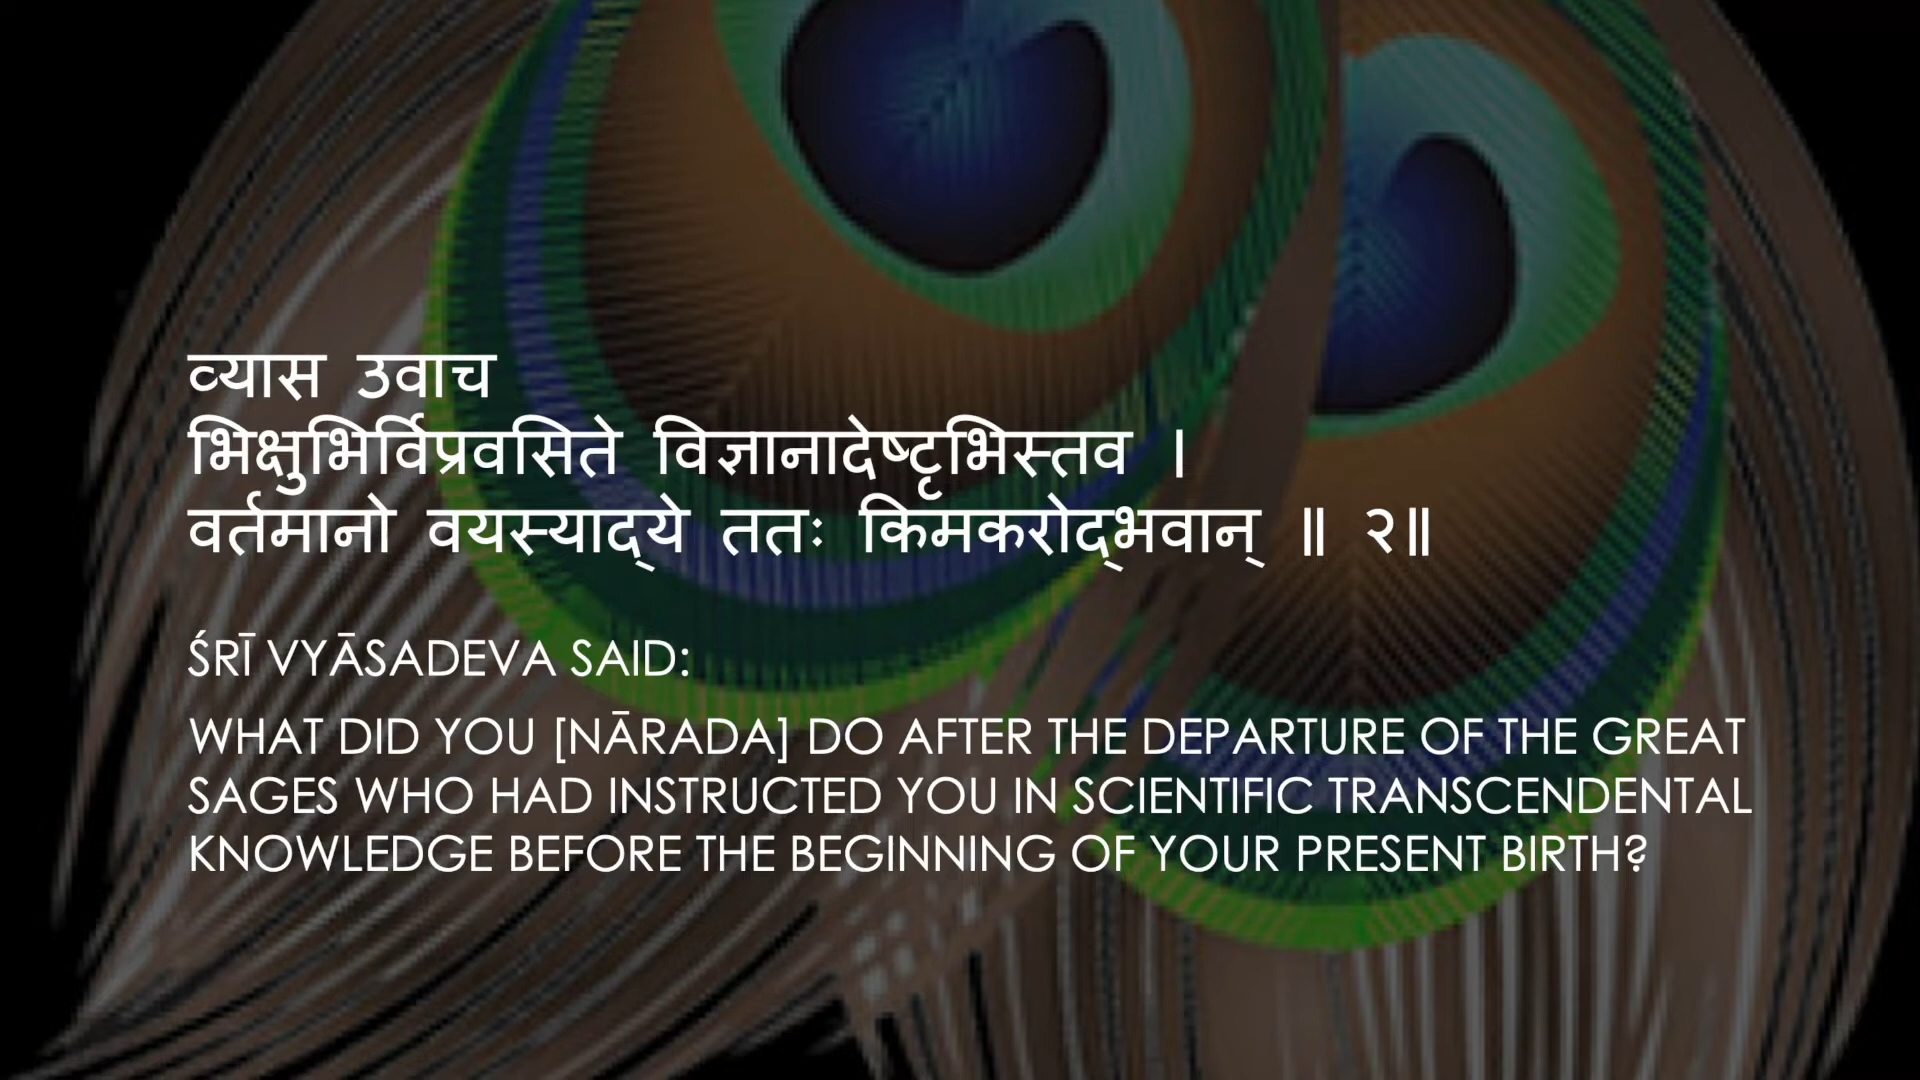 व्यास उवाच
भिक्षुभिर्विप्रवसिते विज्ञानादेष्टृभिस्तव ।
वर्तमानो वयस्याद्ये ततः किमकरोद्भवान् ॥ २॥
ŚRĪ VYĀSADEVA SAID:
WHAT DID YOU [NĀRADA] DO AFTER THE DEPARTURE OF THE GREAT
SAGES WHO HAD INSTRUCTED YOU IN SCIENTIFIC TRANSCENDENTAL
KNOWLEDGE BEFORE THE BEGINNING OF YOUR PRESENT BIRTH?